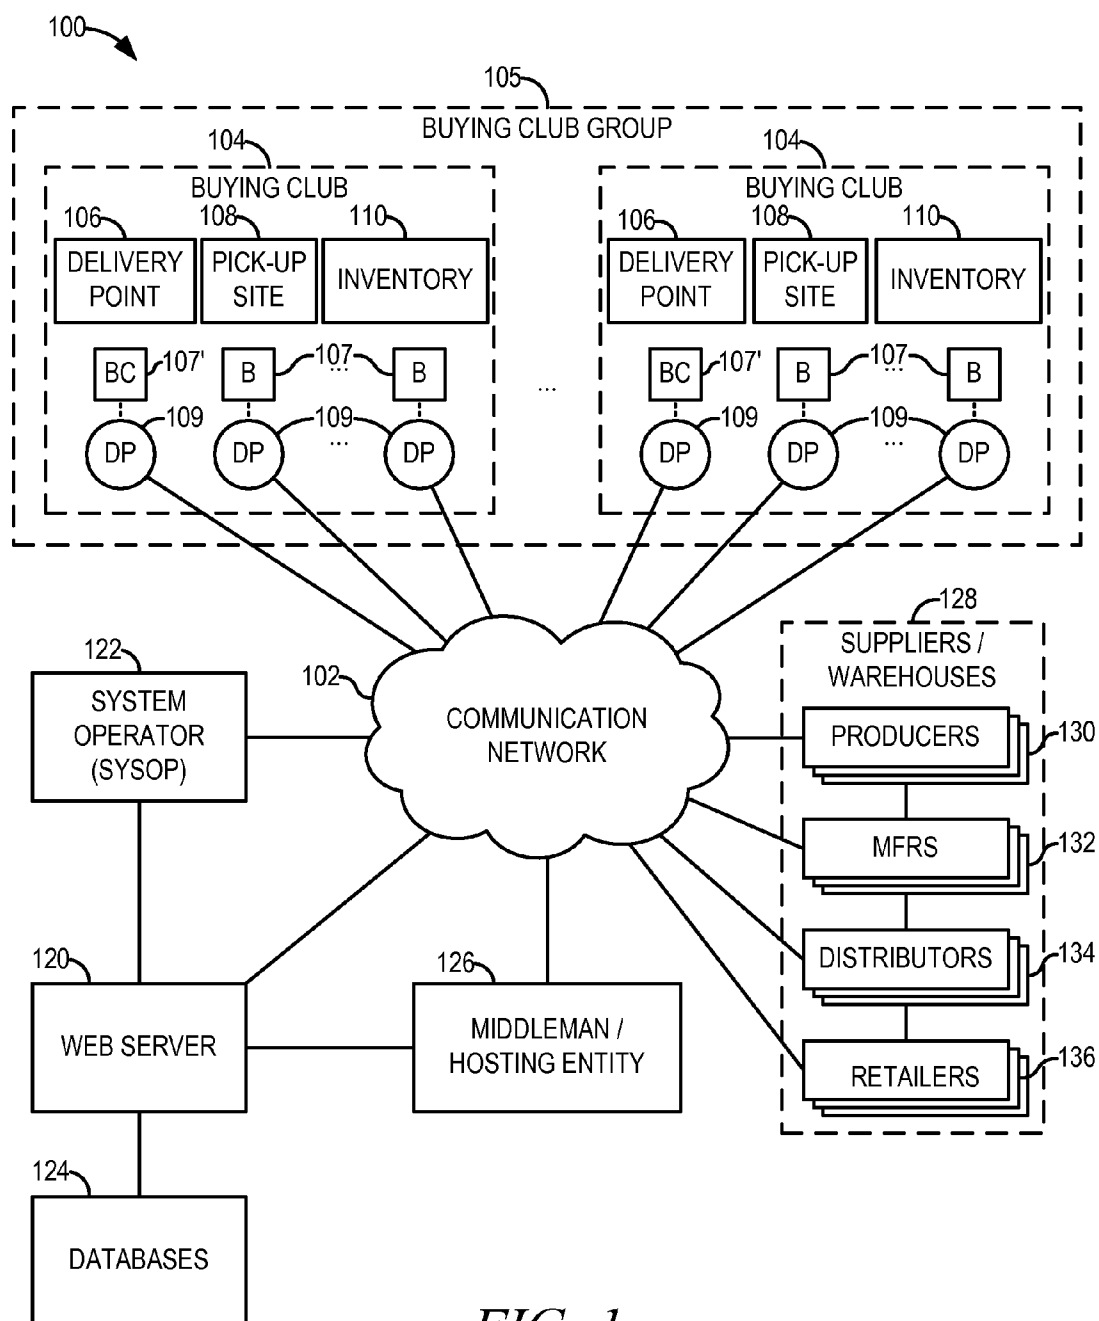 100
105
BUYING CLUB GROUP
104
104
BUYING CLUB
BUYING CLUB
106
108
110
106
108
110
DELIVERY
POINT
PICK-UP
SITE
INVENTORY
DELIVERY
POINT
PICK-UP
SITE
INVENTORY
BC
107'
B
107
...
B
...
BC
107'
B
107
...
B
109
109
109
109
DP
DP
...
DP
DP
DP
...
DP
128
SUPPLIERS /
WAREHOUSES
122
SYSTEM
OPERATOR
(SYSOP)
102
COMMUNICATION
NETWORK
PRODUCERS
130
MFRS
132
DISTRIBUTORS
134
RETAILERS
136
120
WEB SERVER
126
MIDDLEMAN /
HOSTING ENTITY
124
DATABASES
FIG. 1